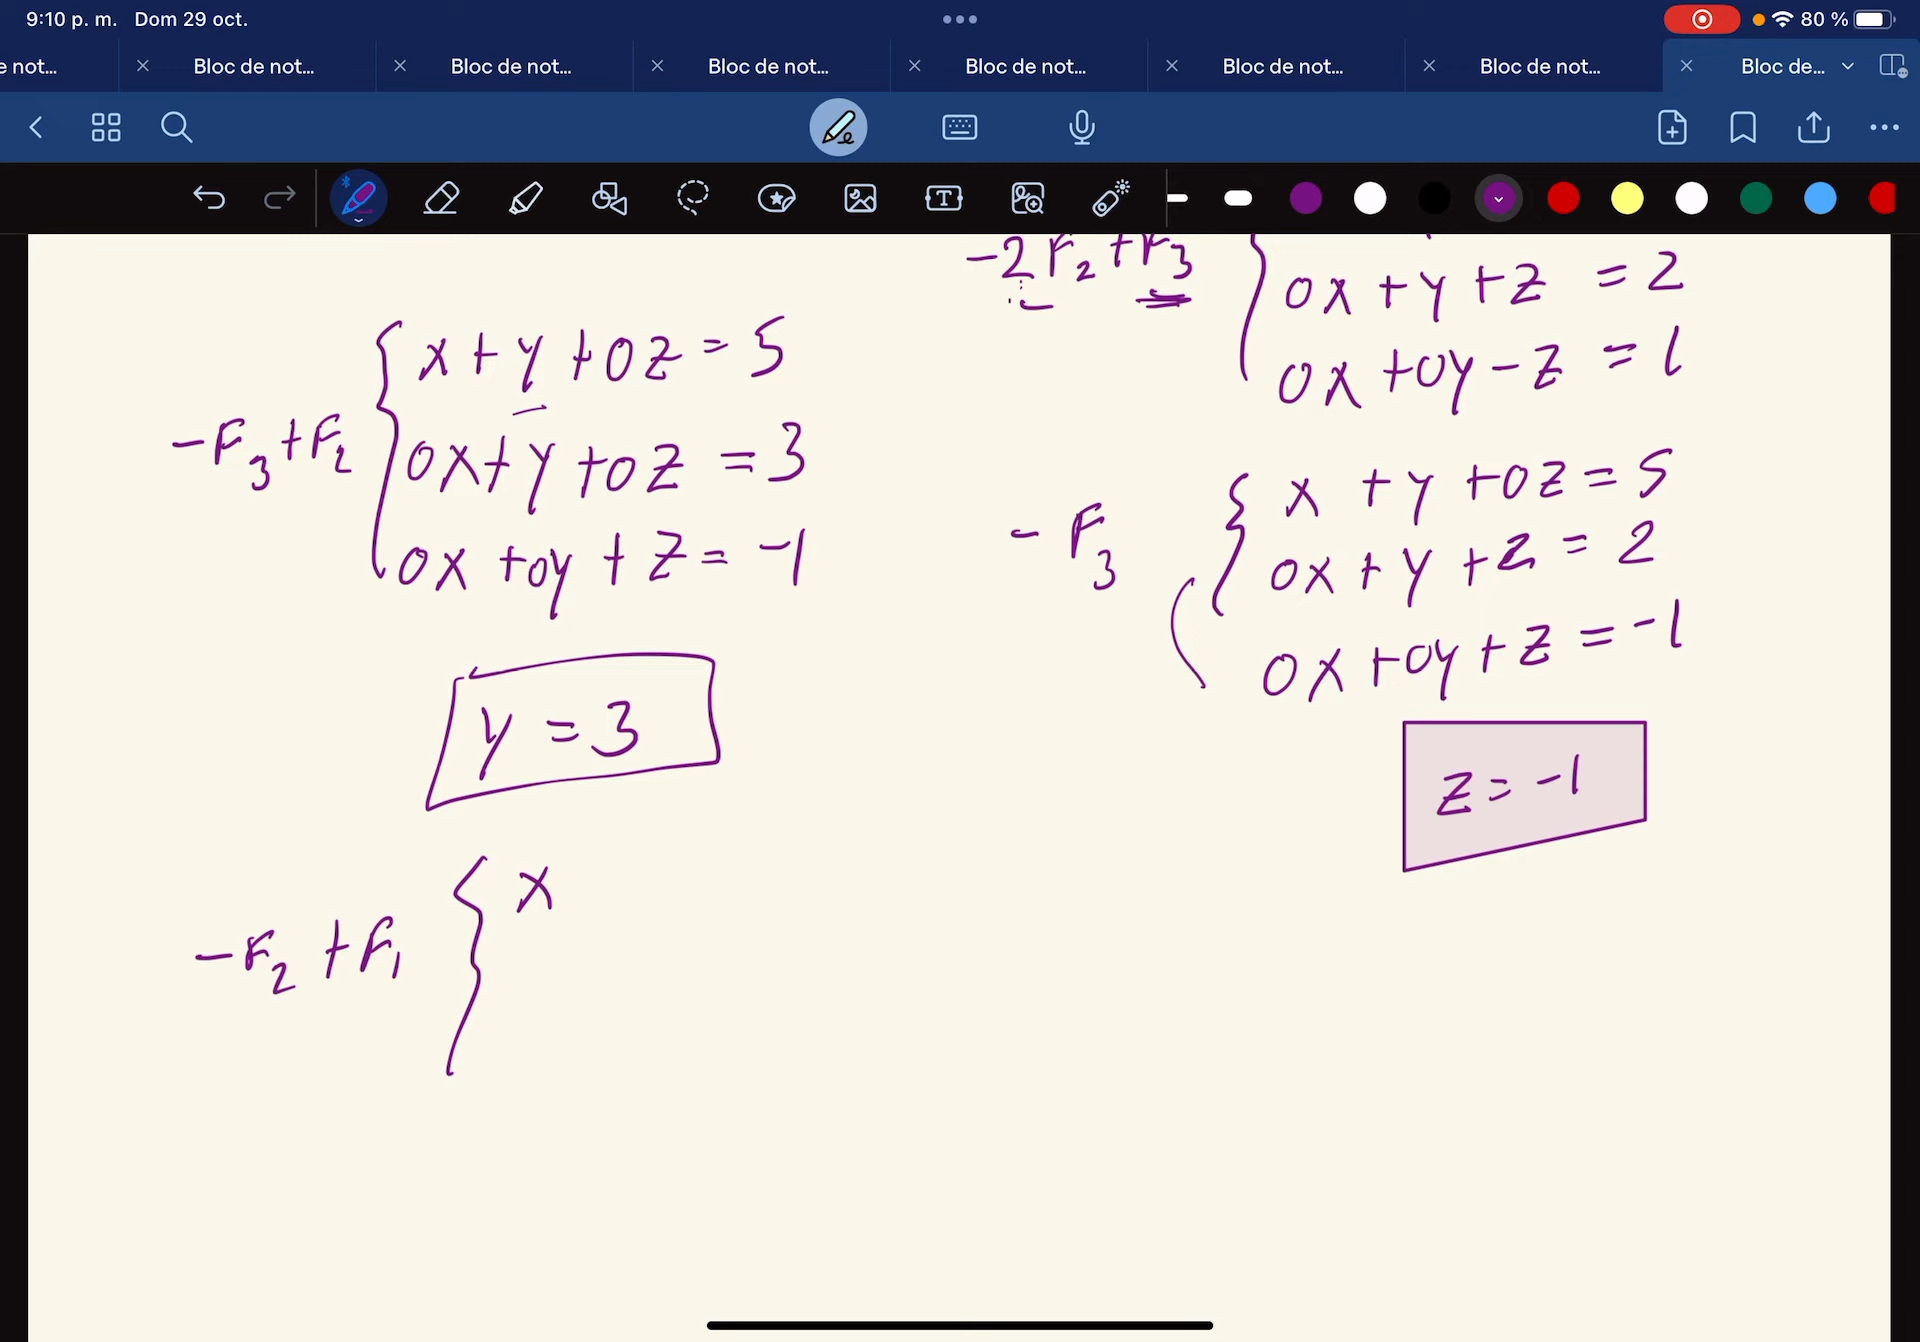 9:10 p. m. Dom 29 oct. 80 %
e not... Bloc de not... Bloc de not... Bloc de not... Bloc de not... Bloc de not... Bloc de not... Bloc de...
-2F₂+F₃
0x+y+z=2
0x+0y-z=1
-F₃+F₂
x+y+0z=5
0x+y+0z=3
0x+0y+z=-1
y=3
-F₃
x+y+0z=5
0x+y+z=2
0x+0y+z=-1
z=-1
-F₂+F₁
x